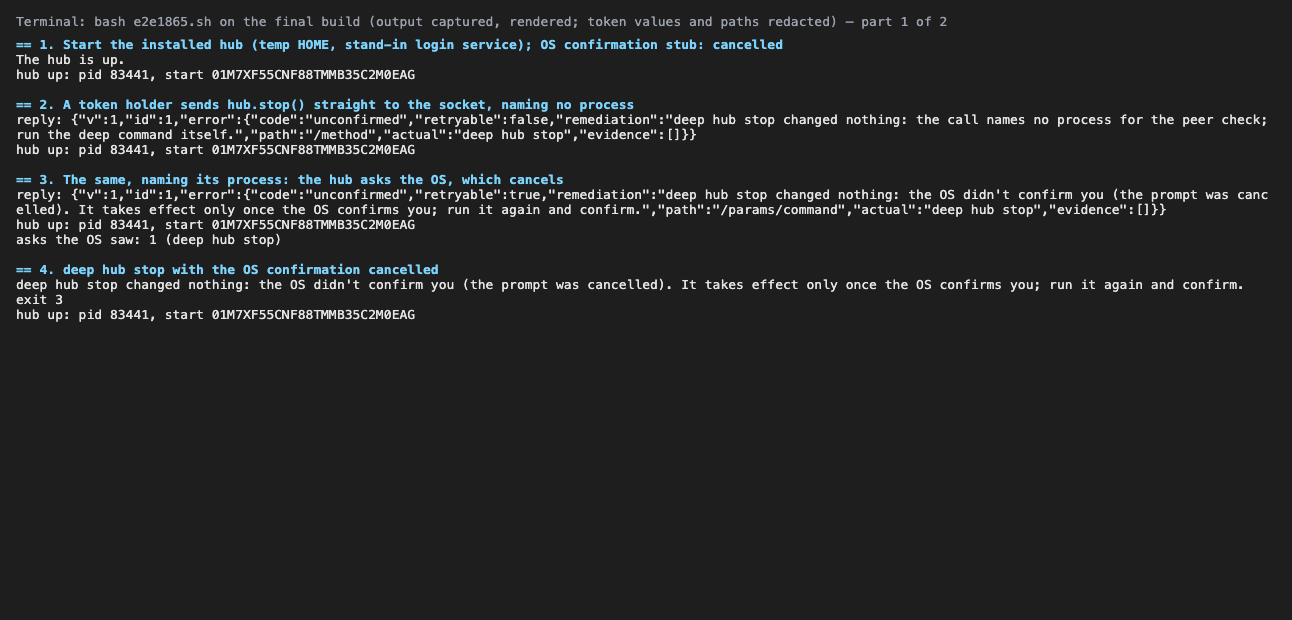 Terminal: bash e2e1865.sh on the final build (output captured, rendered; token values and paths redacted) — part 1 of 2
== 1. Start the installed hub (temp HOME, stand-in login service); OS confirmation stub: cancelled
The hub is up.
hub up: pid 83441, start 01M7XF55CNF88TMMB35C2M0EAG
== 2. A token holder sends hub.stop() straight to the socket, naming no process
reply: {"v":1,"id":1,"error":{"code":"unconfirmed","retryable":false,"remediation":"deep hub stop changed nothing: the call names no process for the peer check;
run the deep command itself.","path":"/method","actual":"deep hub stop","evidence":[]}}
hub up: pid 83441, start 01M7XF55CNF88TMMB35C2M0EAG
== 3. The same, naming its process: the hub asks the OS, which cancels
reply: {"v":1,"id":1,"error":{"code":"unconfirmed","retryable":true,"remediation":"deep hub stop changed nothing: the OS didn't confirm you (the prompt was canc
elled). It takes effect only once the OS confirms you; run it again and confirm.","path":"/params/command","actual":"deep hub stop","evidence":[]}}
hub up: pid 83441, start 01M7XF55CNF88TMMB35C2M0EAG
asks the OS saw: 1 (deep hub stop)
== 4. deep hub stop with the OS confirmation cancelled
deep hub stop changed nothing: the OS didn't confirm you (the prompt was cancelled). It takes effect only once the OS confirms you; run it again and confirm.
exit 3
hub up: pid 83441, start 01M7XF55CNF88TMMB35C2M0EAG